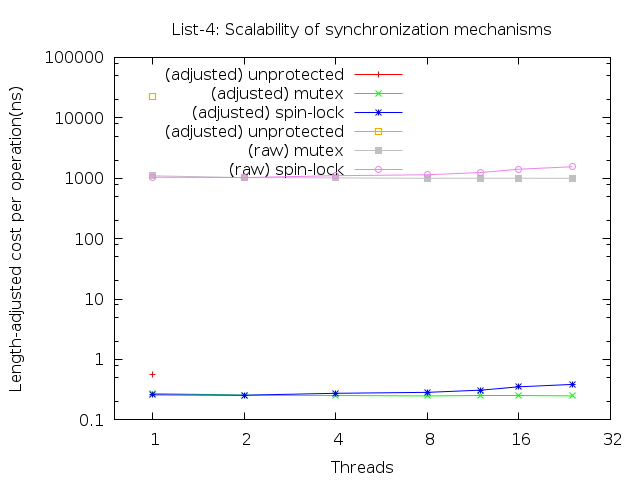 List-4: Scalability of synchronization mechanisms
Length-adjusted cost per operation(ns)
100000
10000
1000
100
10
1
0.1
(adjusted) unprotected
(adjusted) mutex
(adjusted) spin-lock
(adjusted) unprotected
(raw) mutex
(raw) spin-lock
1 2 4 8 16 32
Threads